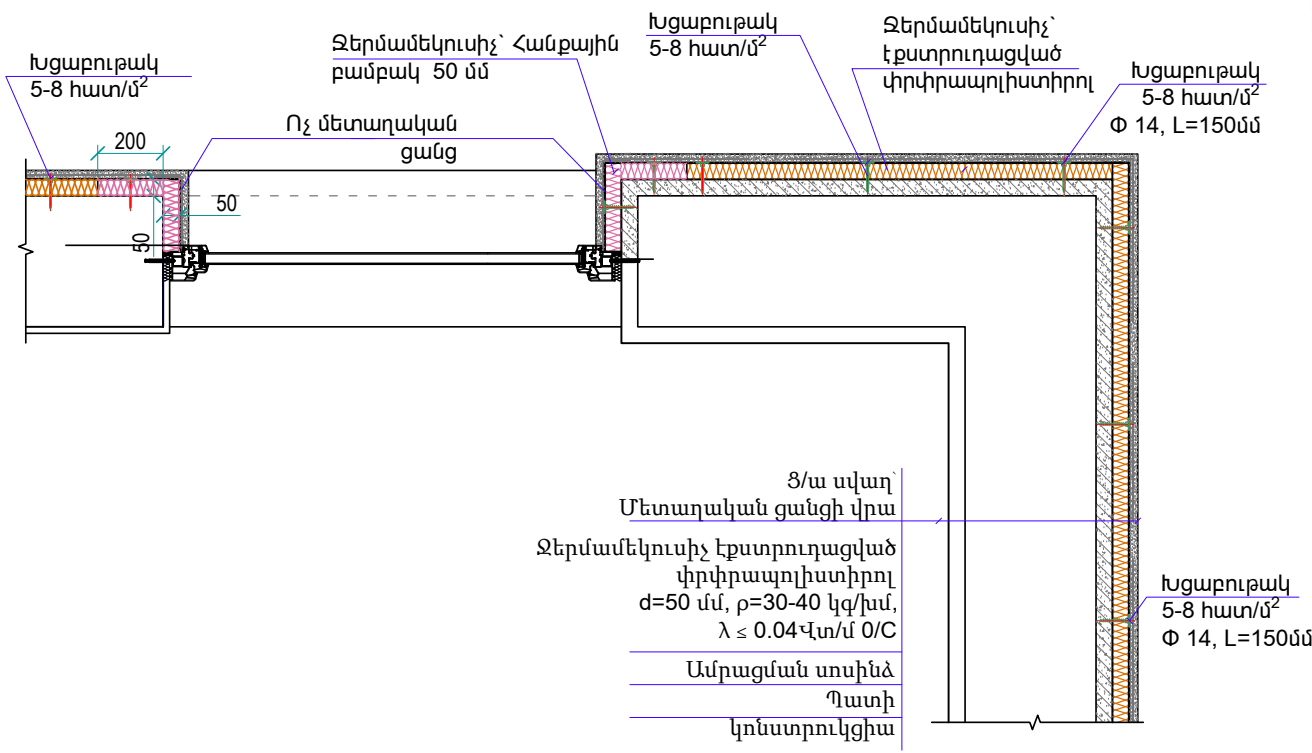 Խցաբութակ
5-8 հատ/մ²
Ջերմամեկուսիչ՝ Հանքային
բամբակ 50 մմ
Խցաբութակ
5-8 հատ/մ²
Ջերմամեկուսիչ՝
էքստրուդացված
փրփրապոլիստիրոլ
Խցաբութակ
5-8 հատ/մ²
Φ 14, L=150մմ
Ոչ մետաղական
ցանց
200
50
50
Ց/ա սվաղ՝
Մետաղական ցանցի վրա
Ջերմամեկուսիչ էքստրուդացված
փրփրապոլիստիրոլ
d=50 մմ, ρ=30-40 կգ/խմ,
λ ≤ 0.04Վտ/մ 0/C
Ամրացման սոսինձ
Պատի
կոնստրուկցիա
Խցաբութակ
5-8 հատ/մ²
Φ 14, L=150մմ